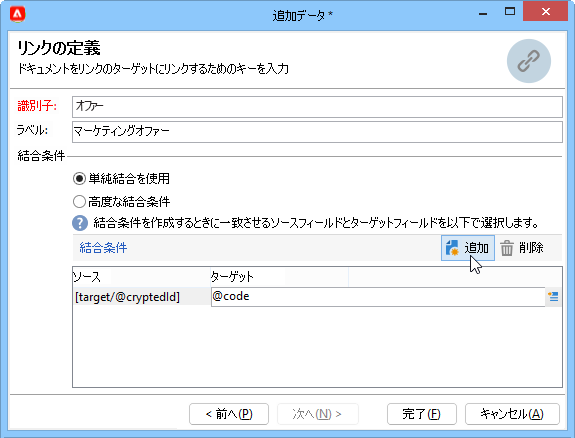 追加データ *
リンクの定義
ドキュメントをリンクのターゲットにリンクするためのキーを入力
識別子: オファー
ラベル: マーケティングオファー
結合条件
単純結合を使用
高度な結合条件
? 結合条件を作成するときに一致させるソースフィールドとターゲットフィールドを以下で選択します。
結合条件 追加 削除
ソース ターゲット
[target/@cryptedId] @code
< 前へ(P) 次へ(N) > 完了(F) キャンセル(A)